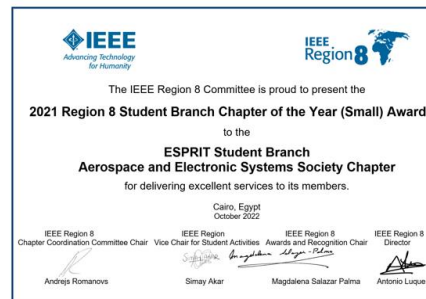 IEEE
Advancing Technology
for Humanity
IEEE
Region 8
The IEEE Region 8 Committee is proud to present the
2021 Region 8 Student Branch Chapter of the Year (Small) Award
to the
ESPRIT Student Branch
Aerospace and Electronic Systems Society Chapter
for delivering excellent services to its members.
Cairo, Egypt
October 2022
IEEE Region 8
Chapter Coordination Committee Chair
Andrejs Romanovs
IEEE Region
Vice Chair for Student Activities
Simay Akar
IEEE Region 8
Awards and Recognition Chair
Magdalena Salazar Palma
Magdalena Salazar Palma
IEEE Region 8
Director
Antonio Luque